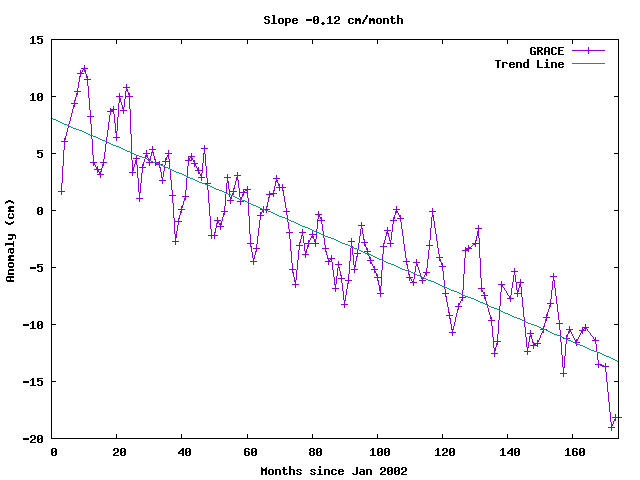 Slope -0.12 cm/month
GRACE
Trend Line
15
10
5
0
-5
-10
-15
-20
Anomaly (cm)
0 20 40 60 80 100 120 140 160
Months since Jan 2002